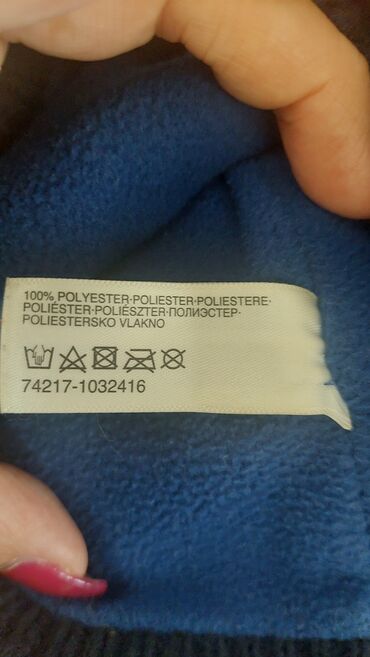 100% POLYESTER·POLIESTER·POLIESTERE·
POLIÉSTER·POLIÉSZTER·ПОЛИЭСТЕР·
POLIESTERSKO VLAKNO
74217-1032416